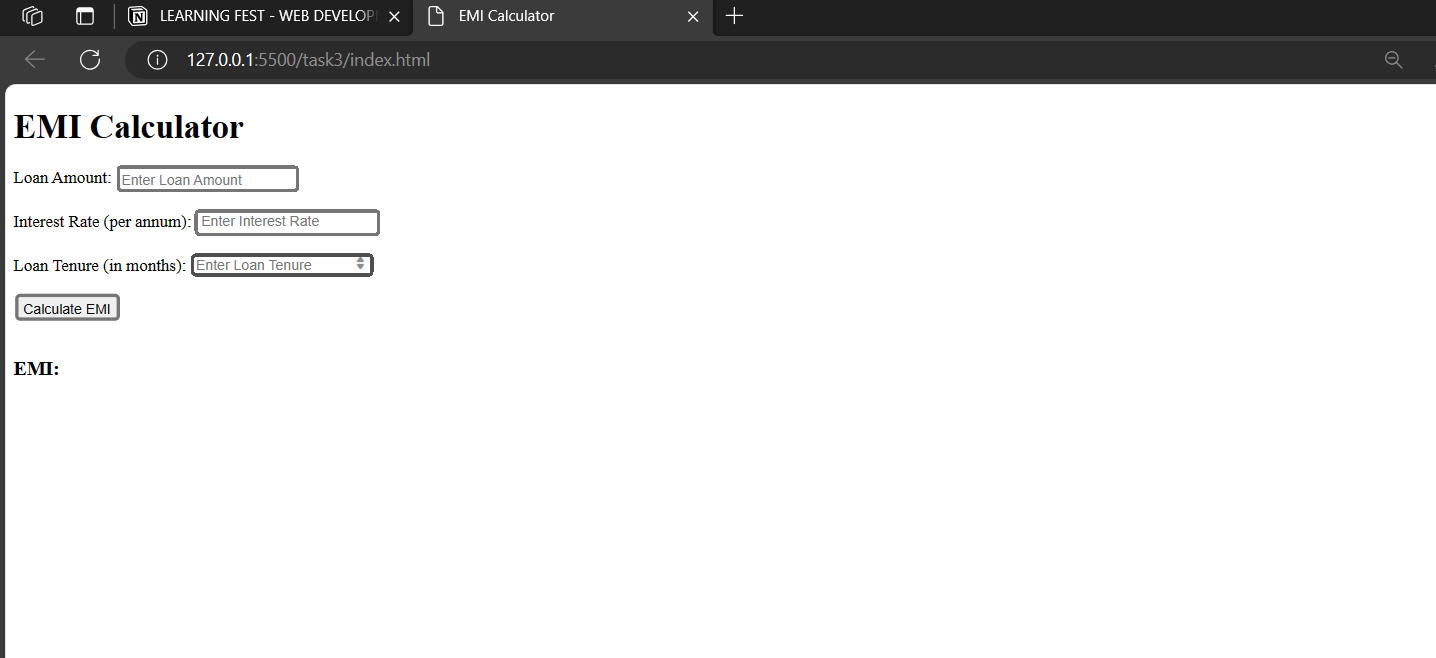 LEARNING FEST - WEB DEVELOP
EMI Calculator
127.0.0.1:5500/task3/index.html
EMI Calculator
Loan Amount: Enter Loan Amount
Interest Rate (per annum): Enter Interest Rate
Loan Tenure (in months): Enter Loan Tenure
Calculate EMI
EMI: